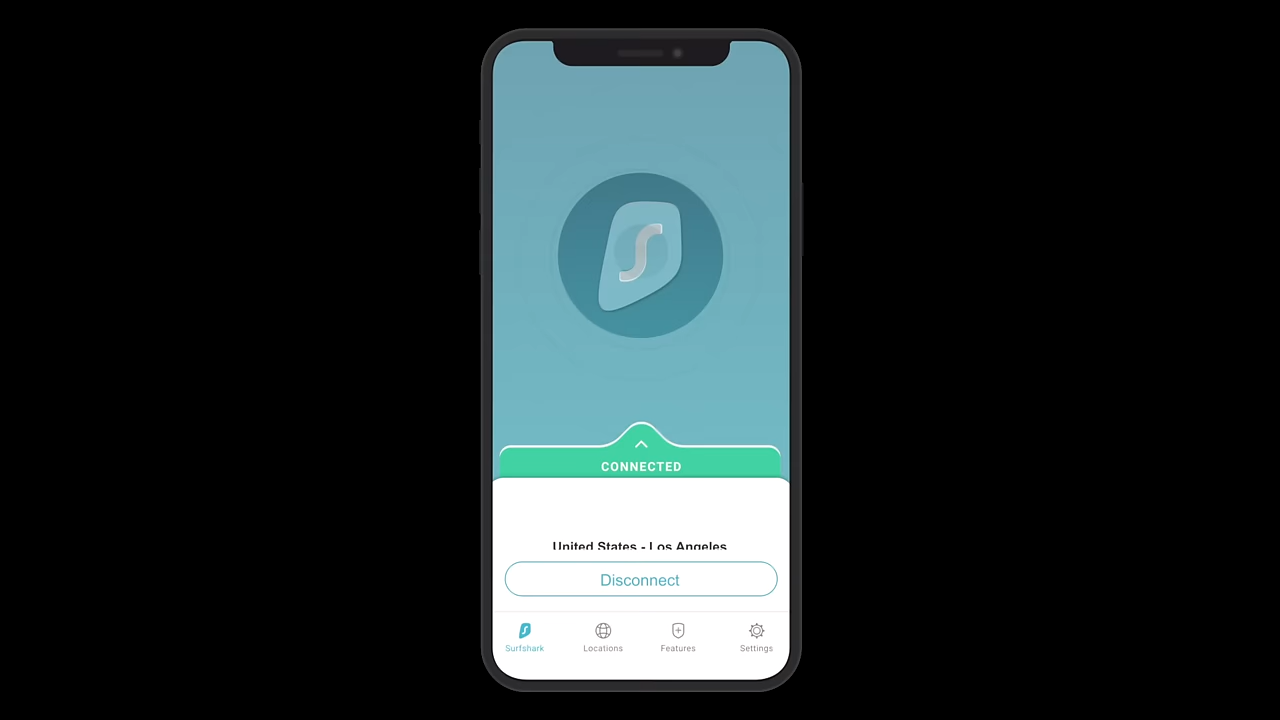 CONNECTED
United States - Los Angeles
Disconnect
Surfshark
Locations
Features
Settings